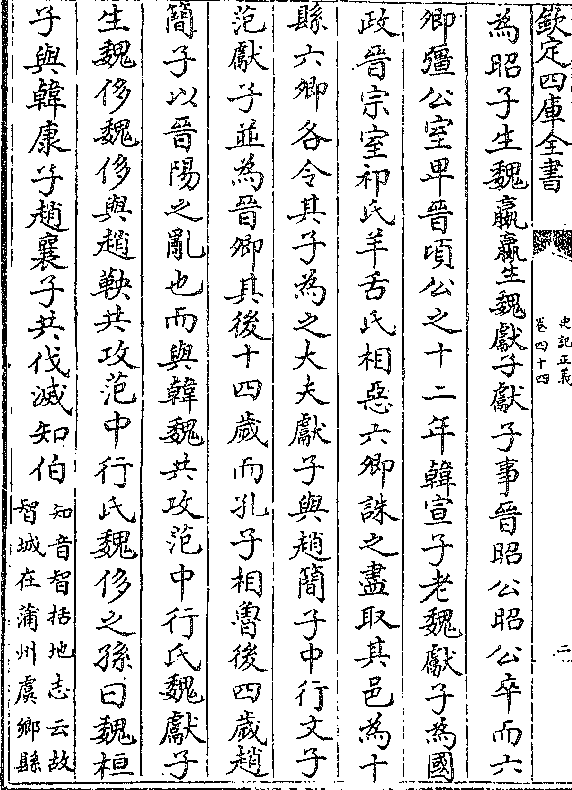 欽定四庫全書
史記正義
卷四十四
二
為昭子生魏嬴嬴生魏獻子獻子事晉昭公昭公卒而六
卿彊公室卑晉頃公之十二年韓宣子老魏獻子為國
政晉宗室祁氏羊舌氏相惡六卿誅之盡取其邑為十
縣六卿各令其子為之大夫獻子與趙簡子中行文子
范獻子並為晉卿其後十四歲而孔子相魯後四歲趙
簡子以晉陽之亂也而與韓魏共攻范中行氏魏獻子
生魏侈魏侈與趙鞅共攻范中行氏魏侈之孫曰魏桓
子與韓康子趙襄子共伐滅知伯
知音智括地志云故
智城在蒲州虞鄉縣